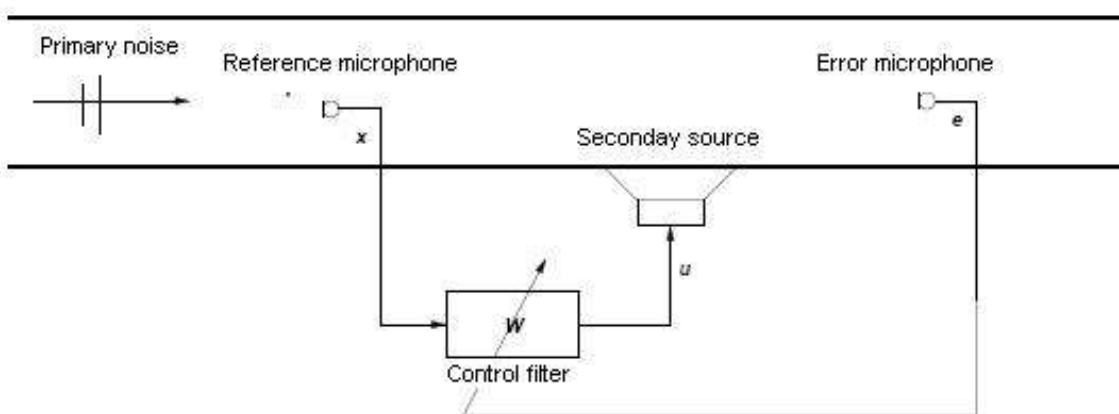 Primary noise
Reference microphone
Error microphone
x
e
Seconday source
u
W
Control filter